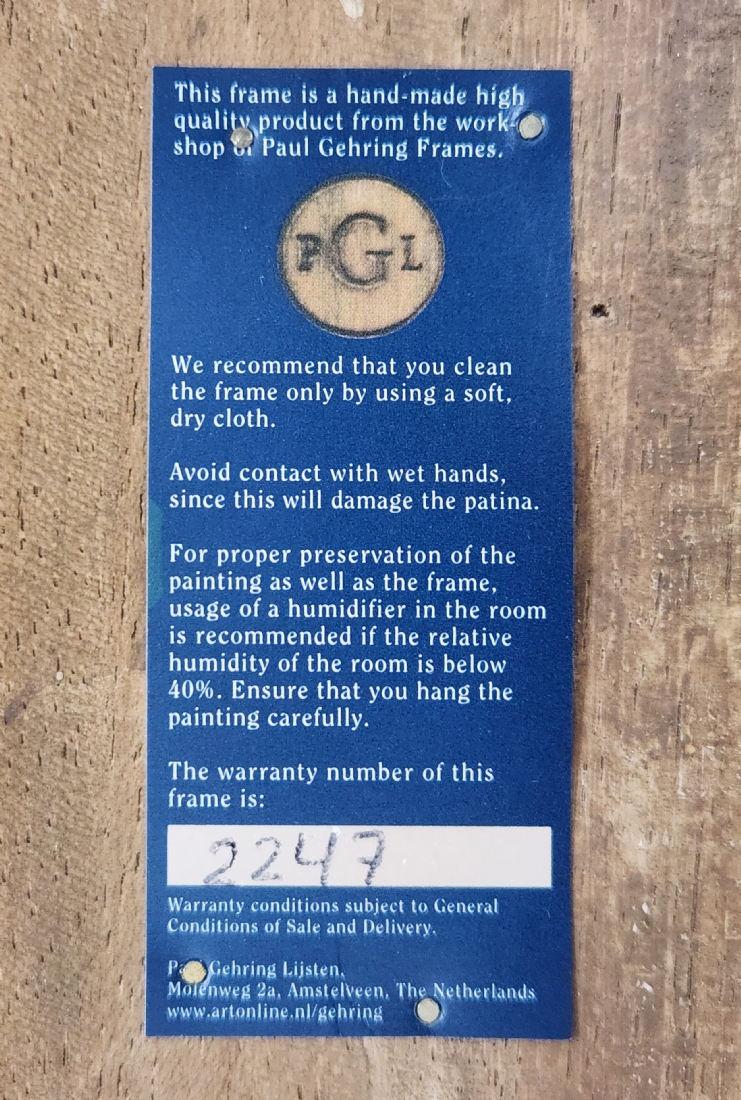 This frame is a hand-made high
quality product from the work-
shop of Paul Gehring Frames.
PGL
We recommend that you clean
the frame only by using a soft,
dry cloth.
Avoid contact with wet hands,
since this will damage the patina.
For proper preservation of the
painting as well as the frame,
usage of a humidifier in the room
is recommended if the relative
humidity of the room is below
40%. Ensure that you hang the
painting carefully.
The warranty number of this
frame is:
2247
Warranty conditions subject to General
Conditions of Sale and Delivery.
Paul Gehring Lijsten,
Molenweg 2a, Amstelveen, The Netherlands
www.artonline.nl/gehring